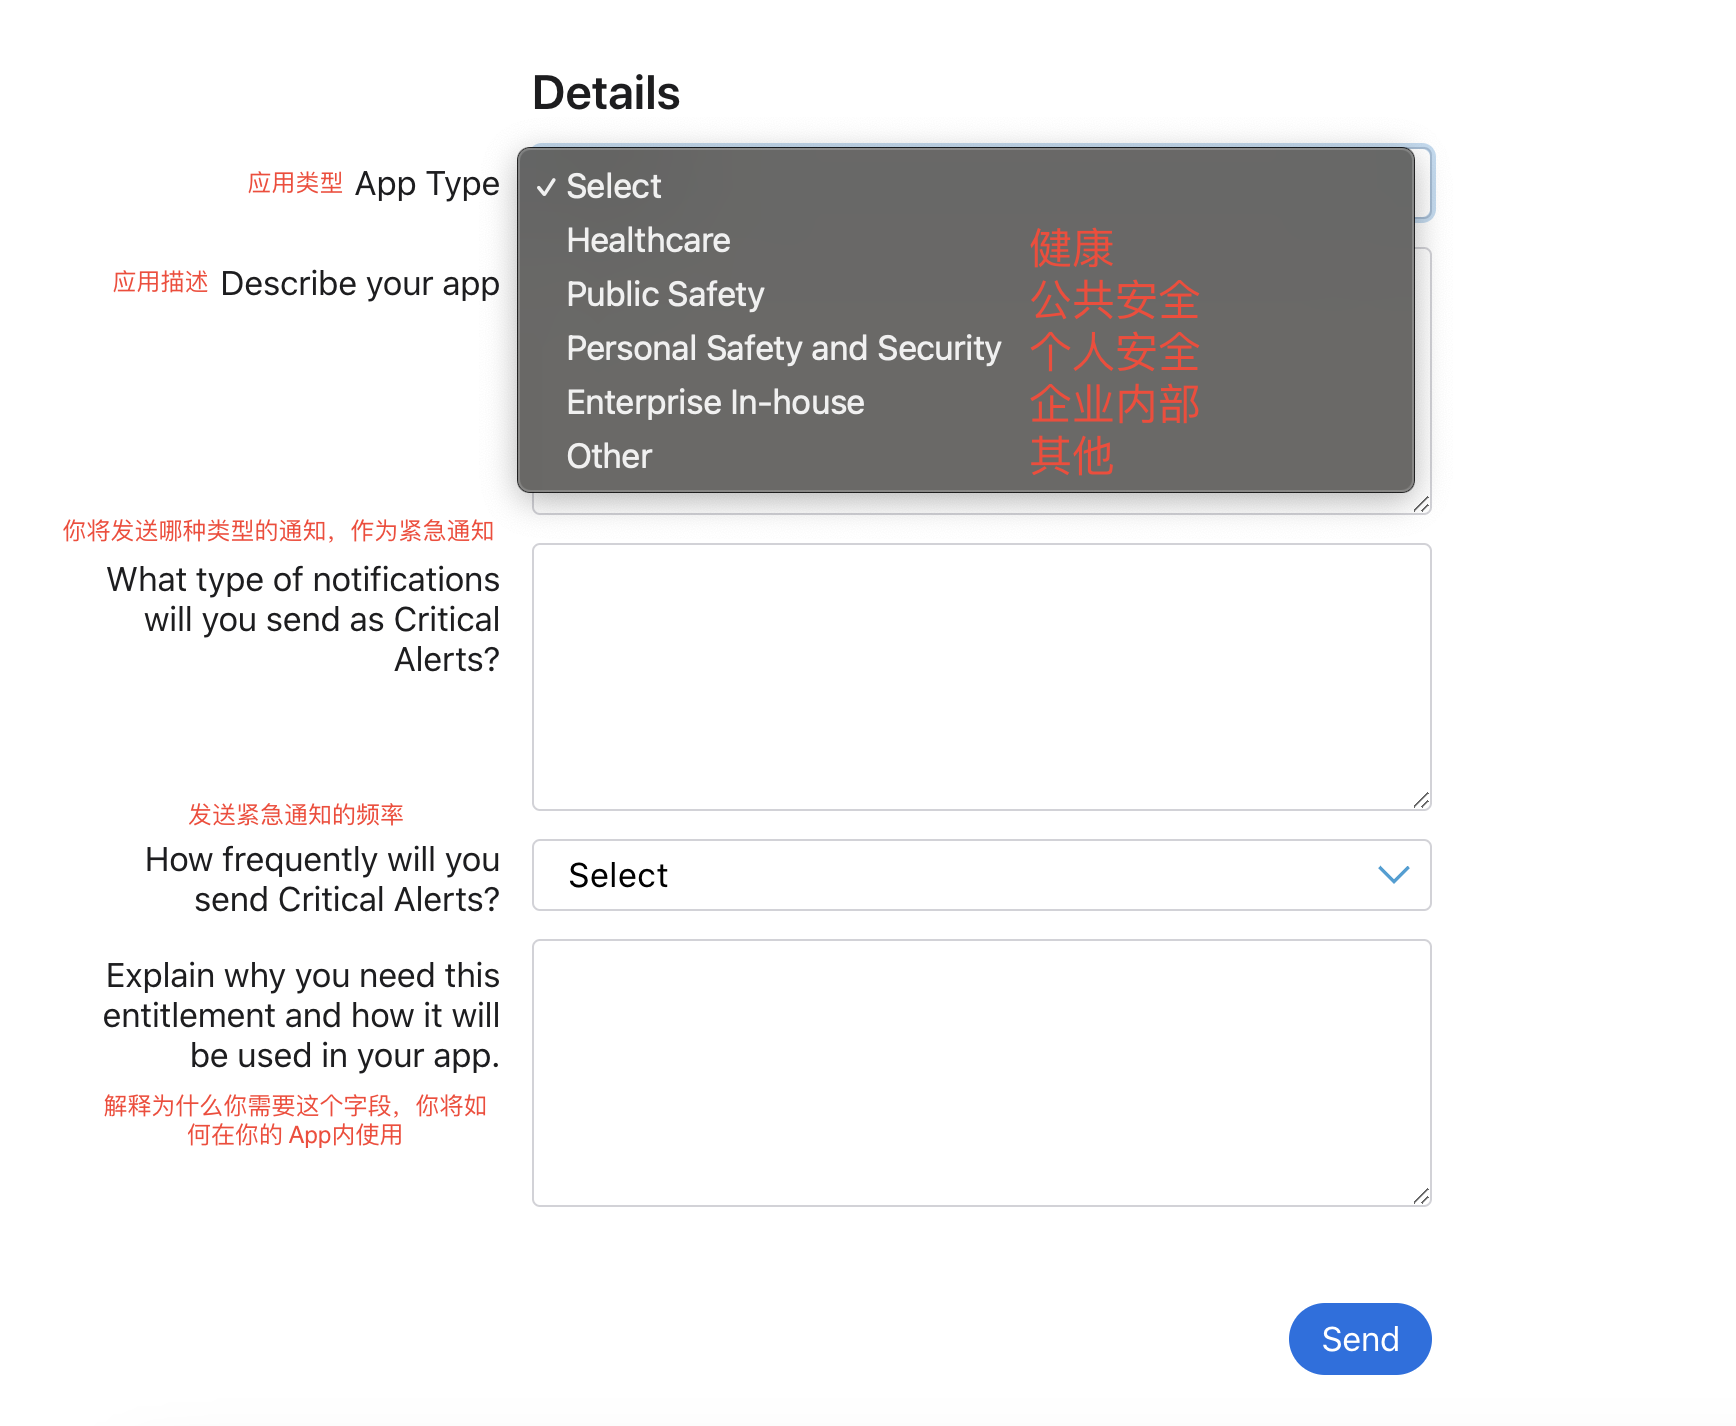 Details
应用类型 App Type
✓ Select
Healthcare 健康
Public Safety 公共安全
Personal Safety and Security 个人安全
Enterprise In-house 企业内部
Other 其他
应用描述 Describe your app
你将发送哪种类型的通知，作为紧急通知
What type of notifications
will you send as Critical
Alerts?
发送紧急通知的频率
How frequently will you
send Critical Alerts?
Select
Explain why you need this
entitlement and how it will
be used in your app.
解释为什么你需要这个字段，你将如
何在你的 App内使用
Send